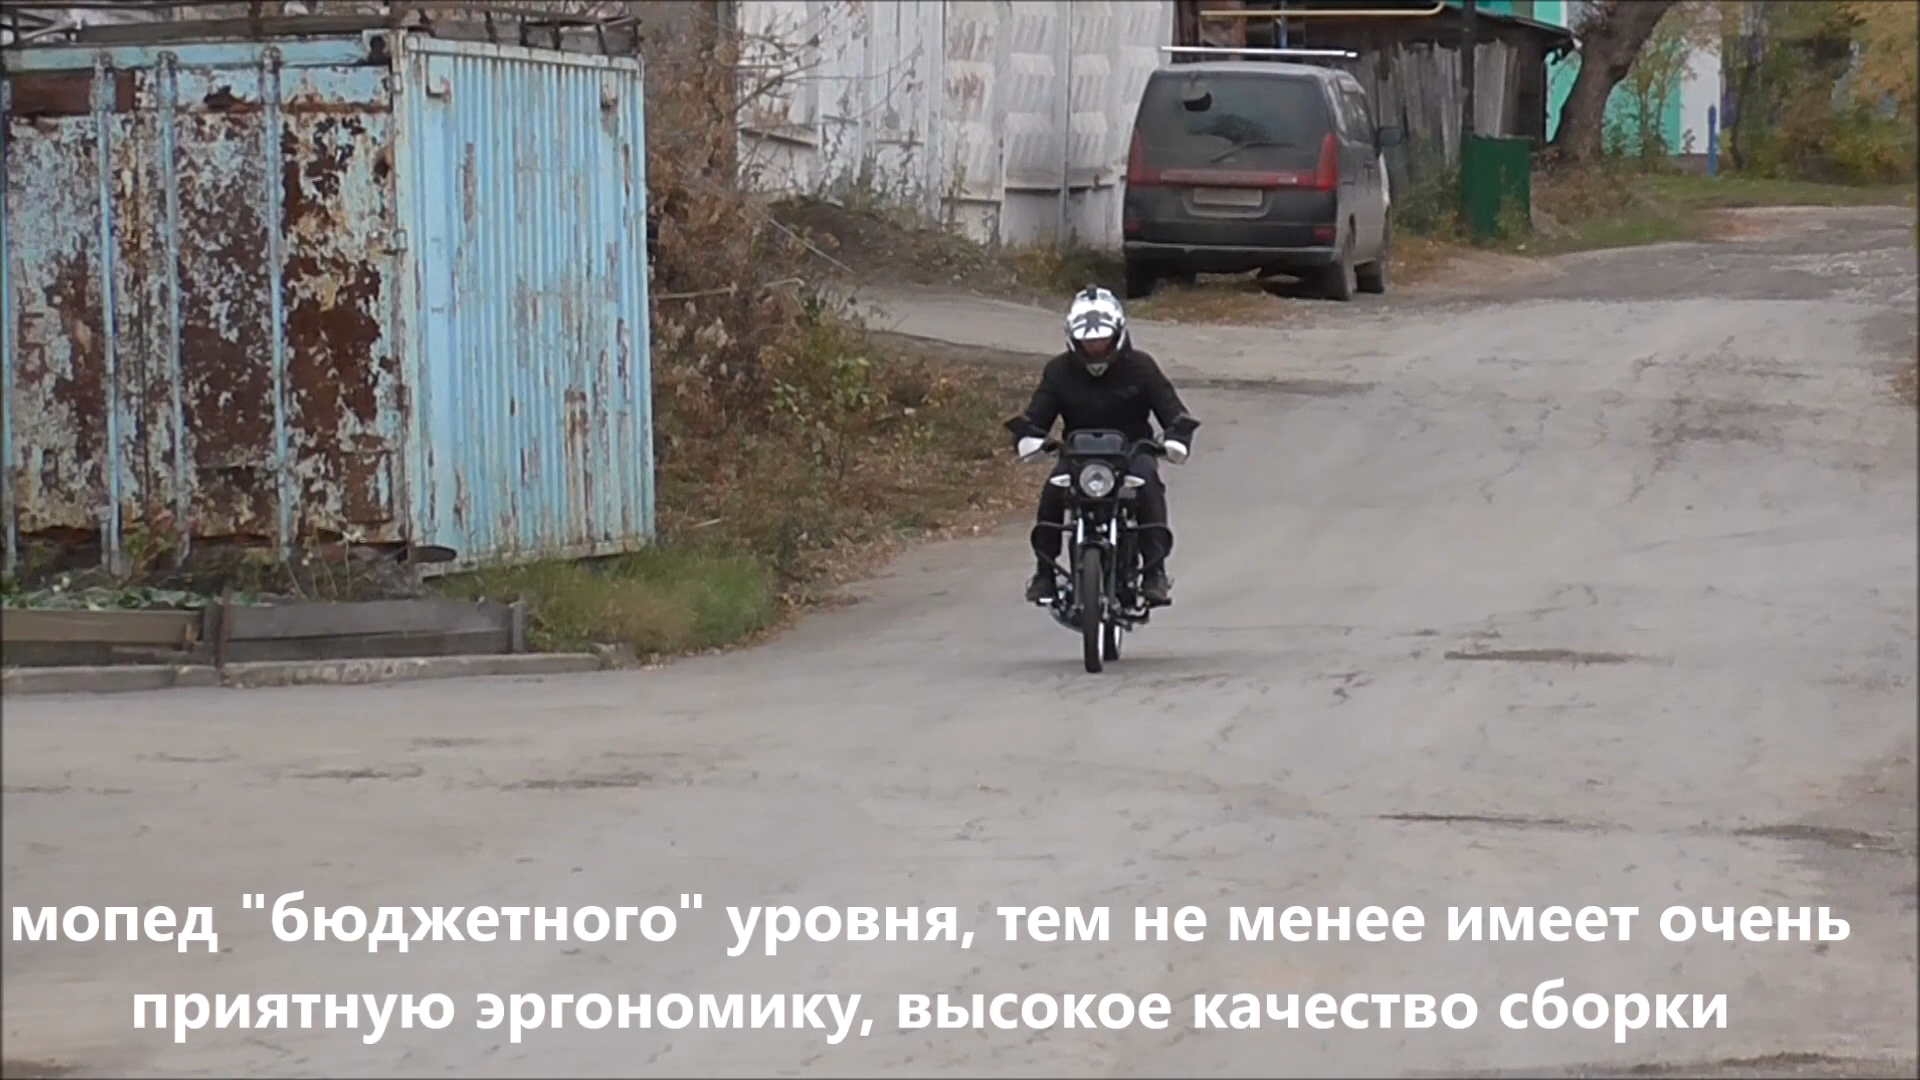 мопед "бюджетного" уровня, тем не менее имеет очень
приятную эргономику, высокое качество сборки